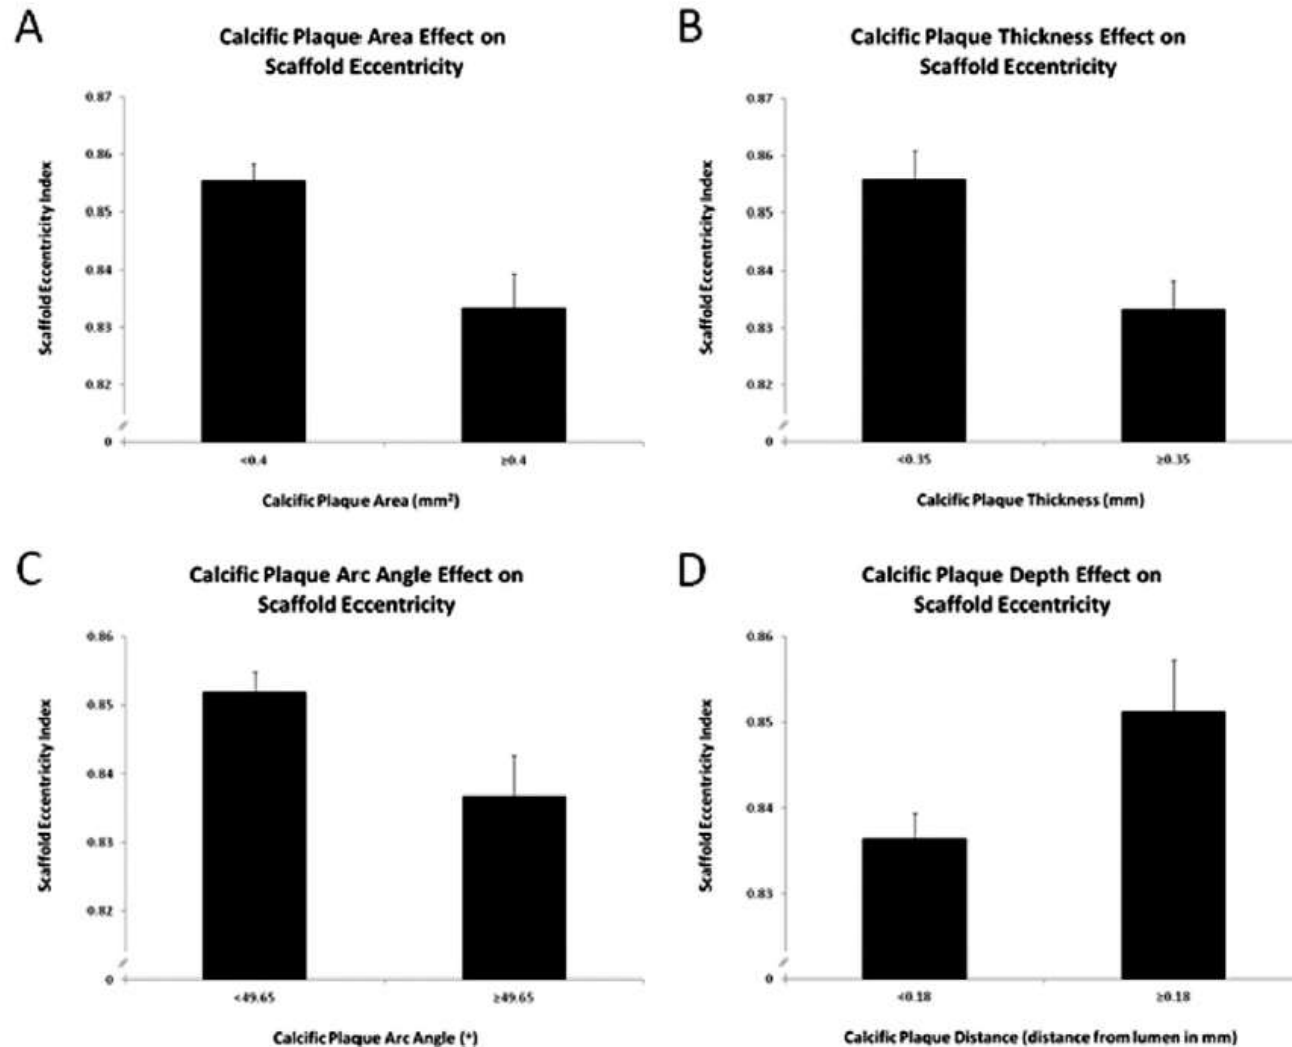 A
Calcific Plaque Area Effect on
Scaffold Eccentricity
0.87
0.86
0.85
0.84
0.83
0.82
0
Scaffold Eccentricity Index
<0.4
≥0.4
Calcific Plaque Area (mm²)
B
Calcific Plaque Thickness Effect on
Scaffold Eccentricity
0.87
0.86
0.85
0.84
0.83
0.82
0
Scaffold Eccentricity Index
<0.35
≥0.35
Calcific Plaque Thickness (mm)
C
Calcific Plaque Arc Angle Effect on
Scaffold Eccentricity
0.86
0.85
0.84
0.83
0.82
0
Scaffold Eccentricity Index
<49.65
≥49.65
Calcific Plaque Arc Angle (°)
D
Calcific Plaque Depth Effect on
Scaffold Eccentricity
0.86
0.85
0.84
0.83
0
Scaffold Eccentricity Index
<0.18
≥0.18
Calcific Plaque Distance (distance from lumen in mm)